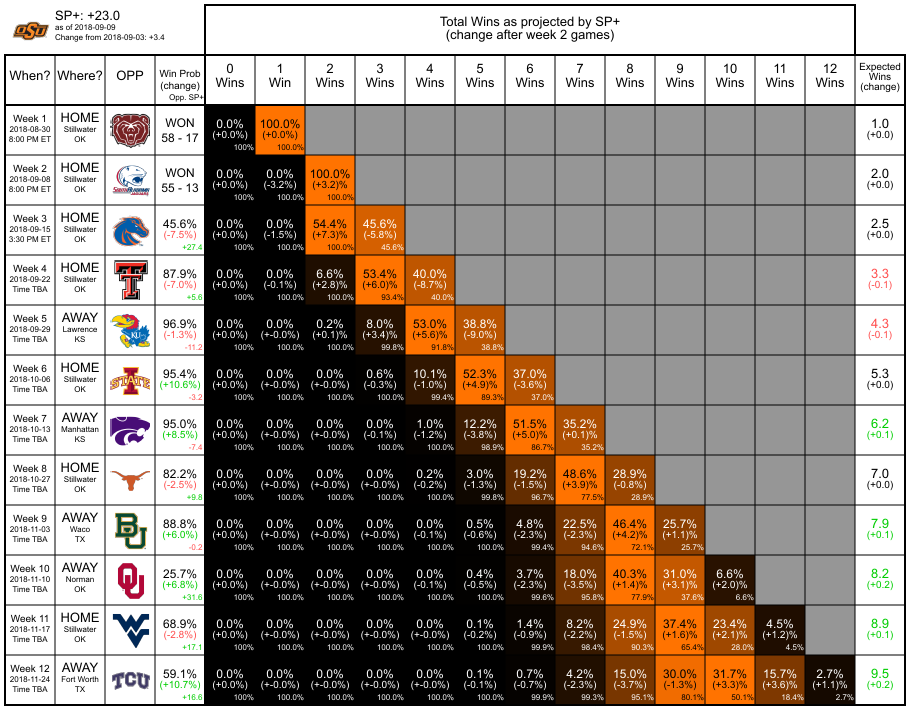 SP+: +23.0
as of 2018-09-09
Change from 2018-09-03: +3.4
Total Wins as projected by SP+
(change after week 2 games)
When? Where? OPP Win Prob (change) Opp. SP+ 0 Wins 1 Win 2 Wins 3 Wins 4 Wins 5 Wins 6 Wins 7 Wins 8 Wins 9 Wins 10 Wins 11 Wins 12 Wins Expected Wins (change)
Week 1 HOME 0.0% 100.0% 1.0
2018-08-30 Stillwater WON (+0.0%) (+0.0%) (+0.0)
8:00 PM ET OK 58 - 17 100% 100.0%
Week 2 HOME 0.0% 0.0% 100.0% 2.0
2018-09-08 Stillwater SOUTH ALABAMA JAGUARS WON (+0.0%) (-3.2%) (+3.2)% (+0.0)
8:00 PM ET OK 55 - 13 100% 100.0% 100.0%
Week 3 HOME 45.6% 0.0% 0.0% 54.4% 45.6% 2.5
2018-09-15 Stillwater (-7.5%) (+0.0%) (-1.5%) (+7.3)% (-5.8%) (+0.0)
3:30 PM ET OK +27.4 100% 100.0% 100.0% 45.6%
Week 4 HOME 87.9% 0.0% 0.0% 6.6% 53.4% 40.0% 3.3
2018-09-22 Stillwater T (-7.0%) (+0.0%) (-0.1%) (+2.8)% (+6.0)% (-8.7%) (-0.1)
Time TBA OK +5.6 100% 100.0% 100.0% 93.4% 40.0%
Week 5 AWAY 96.9% 0.0% 0.0% 0.2% 8.0% 53.0% 38.8% 4.3
2018-09-29 Lawrence KU (-1.3%) (+0.0%) (-0.0%) (+0.1)% (+3.4)% (+5.6)% (-9.0%) (-0.1)
Time TBA KS -11.2 100% 100.0% 100.0% 99.8% 91.8% 38.8%
Week 6 HOME 95.4% 0.0% 0.0% 0.0% 0.6% 10.1% 52.3% 37.0% 5.3
2018-10-06 Stillwater I STATE (+10.6%) (+0.0%) (-0.0%) (-0.0%) (-0.3%) (-1.0%) (+4.9)% (-3.6%) (+0.0)
Time TBA OK -3.2 100% 100.0% 100.0% 100.0% 99.4% 89.3% 37.0%
Week 7 AWAY 95.0% 0.0% 0.0% 0.0% 0.0% 1.0% 12.2% 51.5% 35.2% 6.2
2018-10-13 Manhattan (+8.5%) (+0.0%) (-0.0%) (-0.0%) (-0.1%) (-1.2%) (-3.8%) (+5.0)% (+0.1)% (+0.1)
Time TBA KS -7.4 100% 100.0% 100.0% 100.0% 100.0% 98.9% 86.7% 35.2%
Week 8 HOME 82.2% 0.0% 0.0% 0.0% 0.0% 0.2% 3.0% 19.2% 48.6% 28.9% 7.0
2018-10-27 Stillwater (-2.5%) (+0.0%) (-0.0%) (-0.0%) (-0.0%) (-0.2%) (-1.3%) (-1.5%) (+3.9)% (-0.8%) (+0.0)
Time TBA OK +9.8 100% 100.0% 100.0% 100.0% 100.0% 99.8% 96.7% 77.5% 28.9%
Week 9 AWAY 88.8% 0.0% 0.0% 0.0% 0.0% 0.0% 0.5% 4.8% 22.5% 46.4% 25.7% 7.9
2018-11-03 Waco BU (+6.0%) (+0.0%) (+-0.0%) (-0.0%) (-0.0%) (-0.1%) (-0.6%) (-2.3%) (-2.3%) (+4.2)% (+1.1)% (+0.1)
Time TBA TX -0.2 100% 100.0% 100.0% 100.0% 100.0% 100.0% 99.4% 94.6% 72.1% 25.7%
Week 10 AWAY 25.7% 0.0% 0.0% 0.0% 0.0% 0.0% 0.4% 3.7% 18.0% 40.3% 31.0% 6.6% 8.2
2018-11-10 Norman OU (+6.8%) (+0.0%) (+-0.0%) (-0.0%) (-0.0%) (-0.1%) (-0.5%) (-2.3%) (-3.5%) (+1.4)% (+3.1)% (+2.0)% (+0.2)
Time TBA OK +31.6 100% 100.0% 100.0% 100.0% 100.0% 100.0% 99.6% 95.8% 77.9% 37.6% 6.6%
Week 11 HOME 68.9% 0.0% 0.0% 0.0% 0.0% 0.0% 0.1% 1.4% 8.2% 24.9% 37.4% 23.4% 4.5% 8.9
2018-11-17 Stillwater WV (-2.8%) (+0.0%) (+-0.0%) (+-0.0%) (-0.0%) (-0.0%) (-0.2%) (-0.9%) (-2.2%) (-1.5%) (+1.6)% (+2.1)% (+1.2)% (+0.1)
Time TBA OK +17.1 100% 100.0% 100.0% 100.0% 100.0% 100.0% 99.9% 98.4% 90.3% 65.4% 28.0% 4.5%
Week 12 AWAY 59.1% 0.0% 0.0% 0.0% 0.0% 0.0% 0.1% 0.7% 4.2% 15.0% 30.0% 31.7% 15.7% 2.7% 9.5
2018-11-24 Fort Worth TCU (+10.7%) (+0.0%) (+-0.0%) (+-0.0%) (-0.0%) (-0.0%) (-0.1%) (-0.7%) (-2.3%) (-3.7%) (-1.3%) (+3.3)% (+3.6)% (+1.1)% (+0.2)
Time TBA TX +16.6 100% 100.0% 100.0% 100.0% 100.0% 100.0% 99.9% 99.3% 95.1% 80.1% 50.1% 18.4% 2.7%